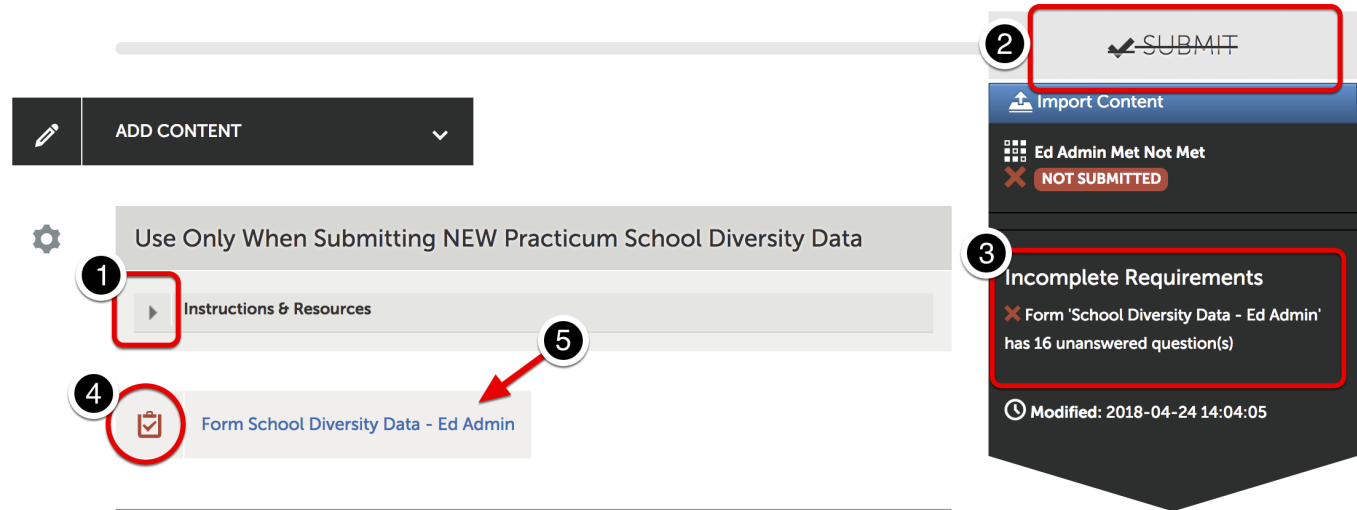 2
SUBMIT
Import Content
ADD CONTENT
Ed Admin Met Not Met
NOT SUBMITTED
Use Only When Submitting NEW Practicum School Diversity Data
1
Instructions & Resources
3
Incomplete Requirements
Form 'School Diversity Data - Ed Admin'
has 16 unanswered question(s)
5
4
Form School Diversity Data - Ed Admin
Modified: 2018-04-24 14:04:05